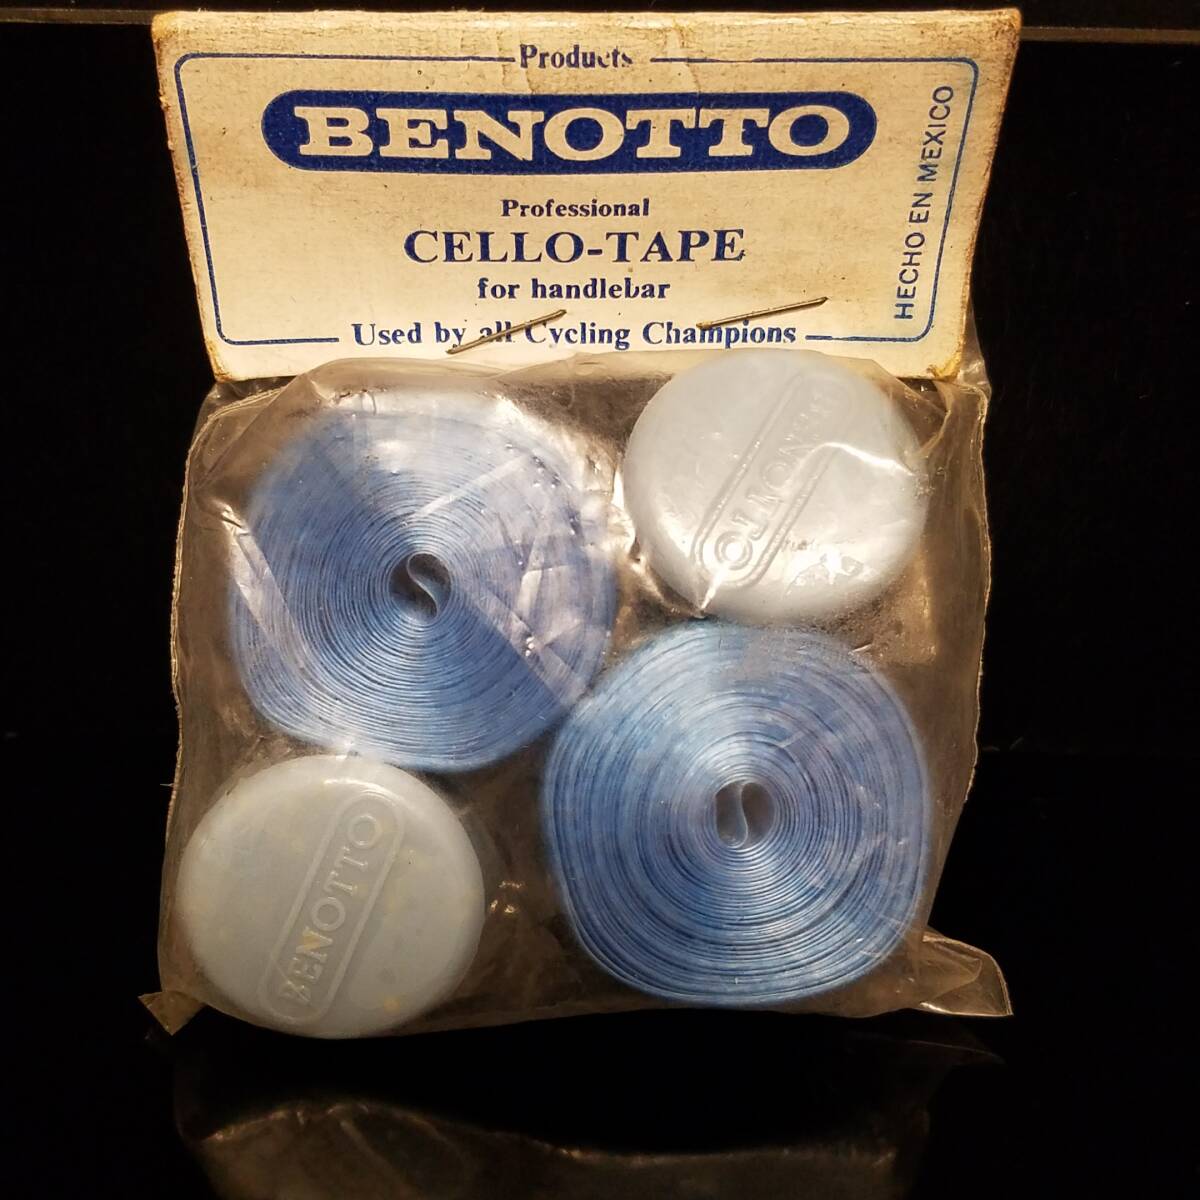 Products
BENOTTO
Professional
CELLO-TAPE
for handlebar
Used by all Cycling Champions
HECHO EN MEXICO
BENOTTO
BENOTTO